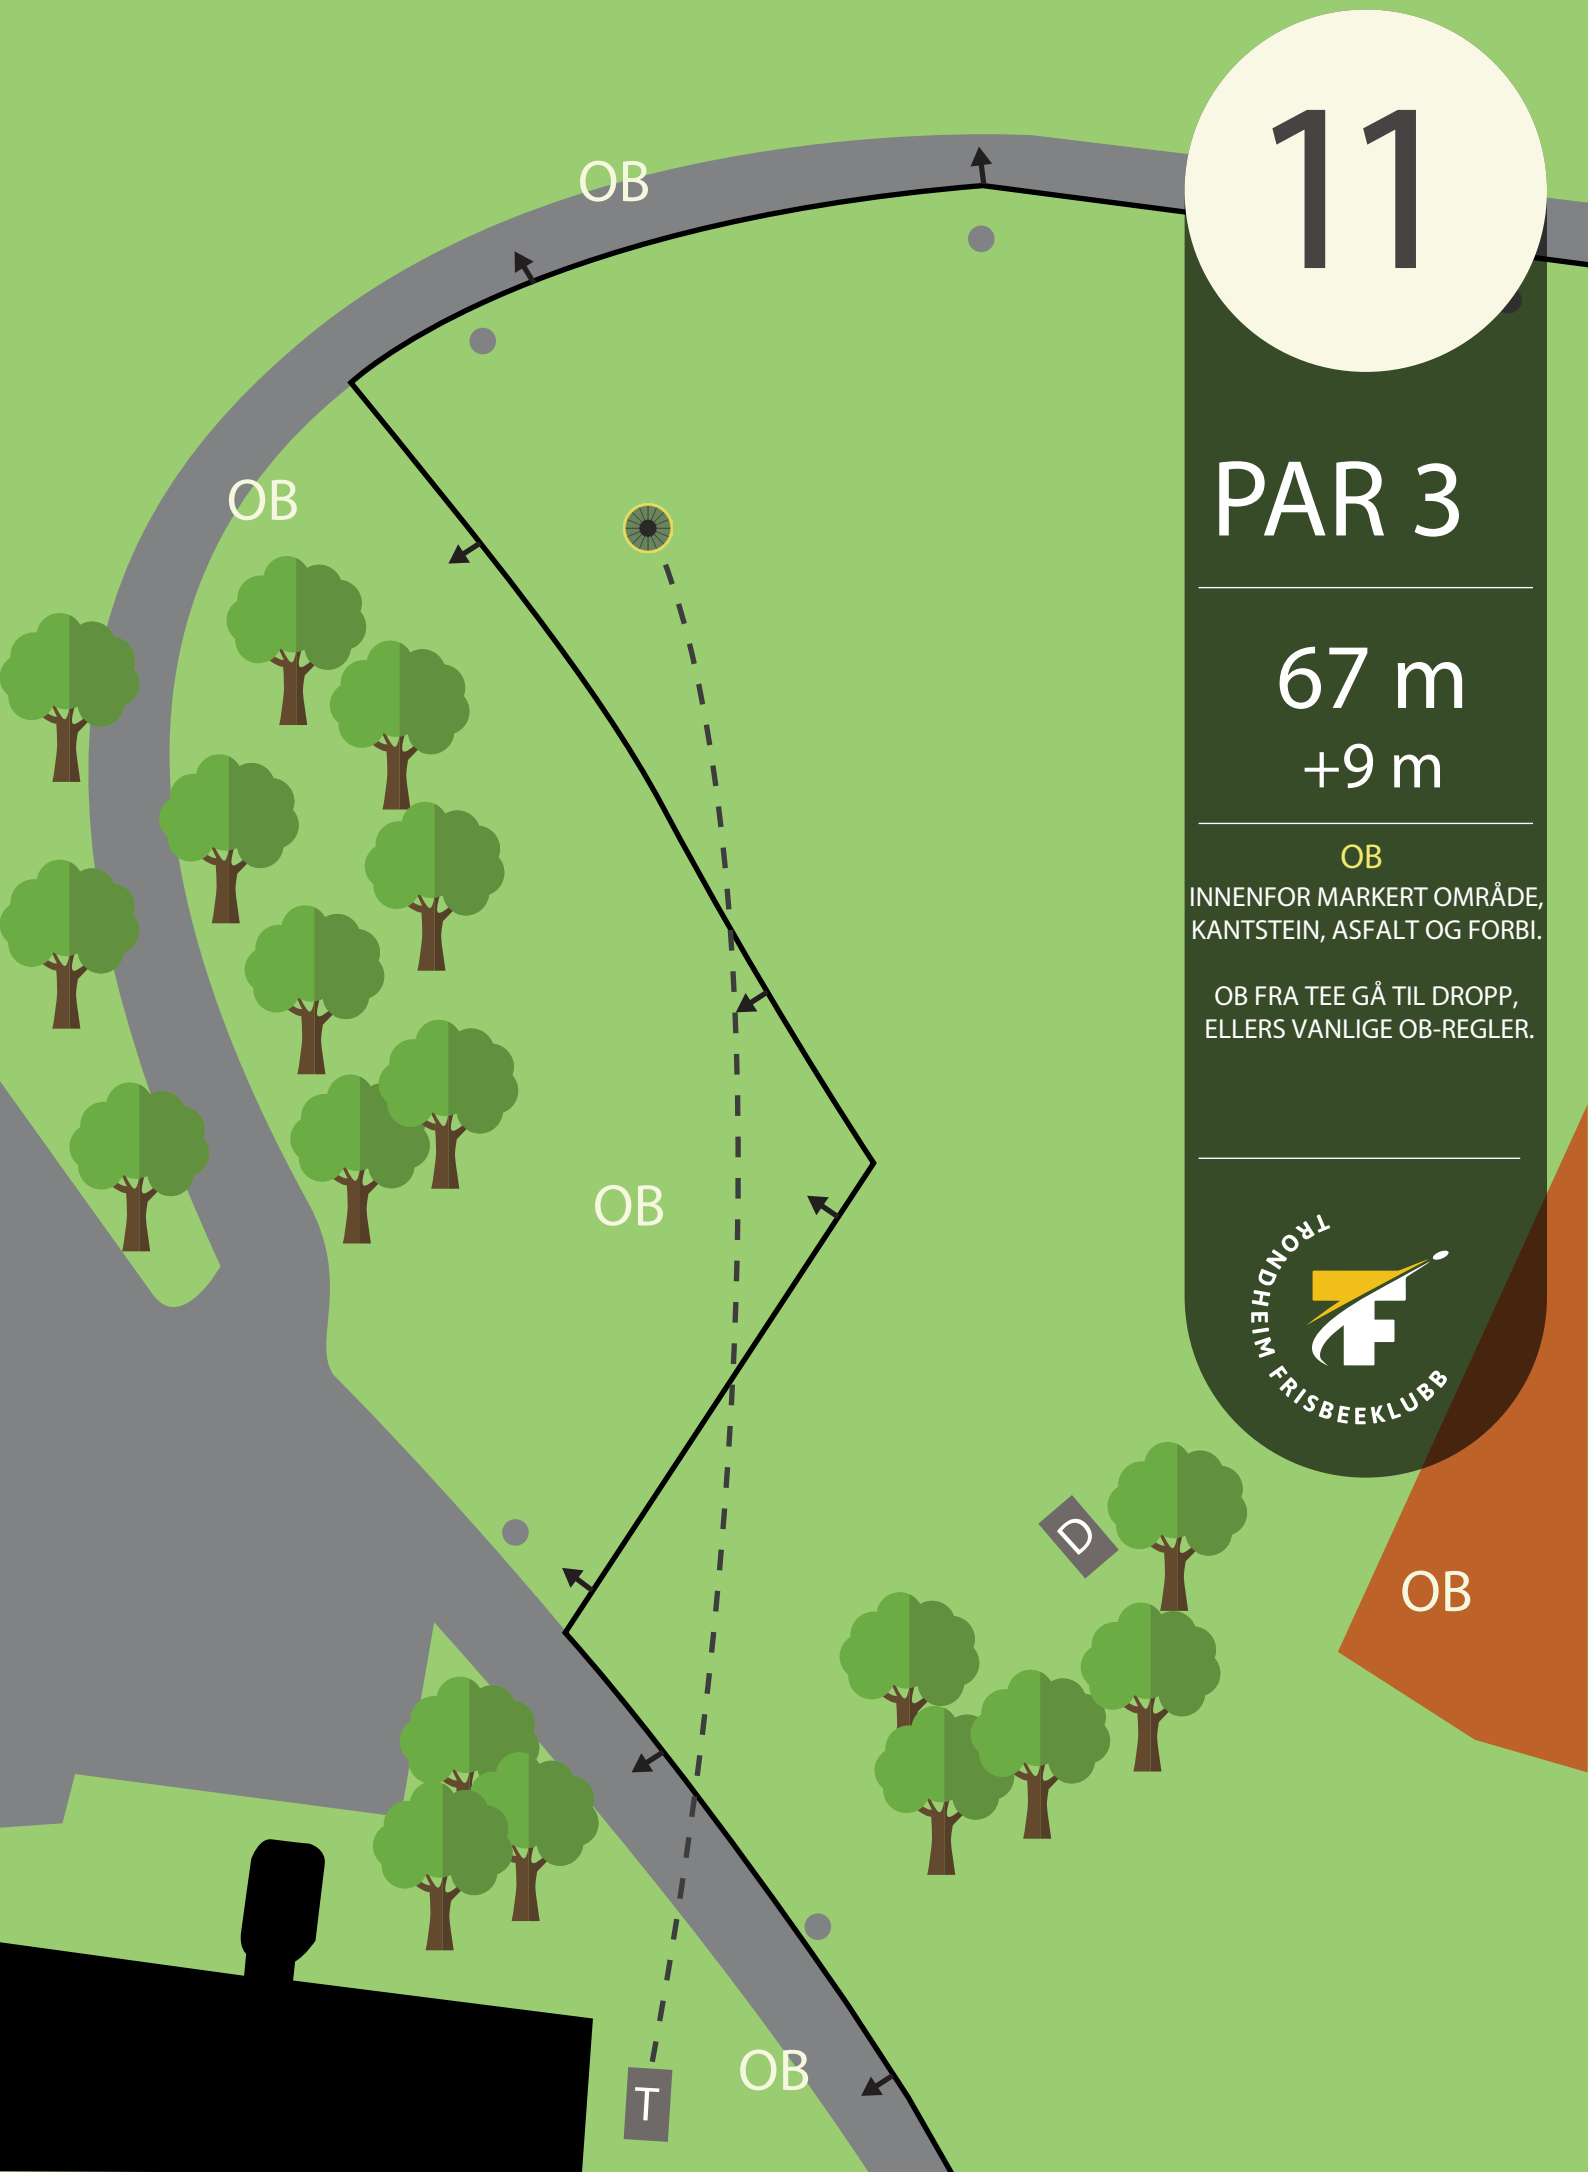 11
OB
OB
PAR 3
67 m
+9 m
OB
INNENFOR MARKERT OMRÅDE,
KANTSTEIN, ASFALT OG FORBI.
OB FRA TEE GÅ TIL DROPP,
ELLERS VANLIGE OB-REGLER.
OB
TRONDHEIM FRISBEEKLUBB
D
OB
OB
T